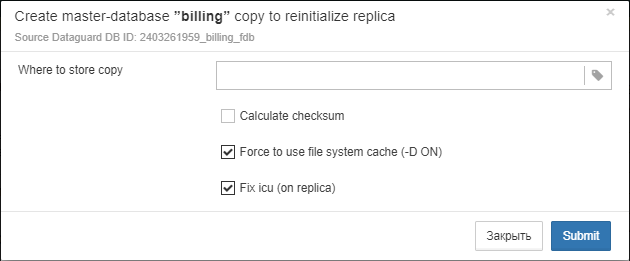 Create master-database ”billing” copy to reinitialize replica
×
Source Dataguard DB ID: 2403261959_billing_fdb
Where to store copy
Calculate checksum
Force to use file system cache (-D ON)
Fix icu (on replica)
Закрыть
Submit